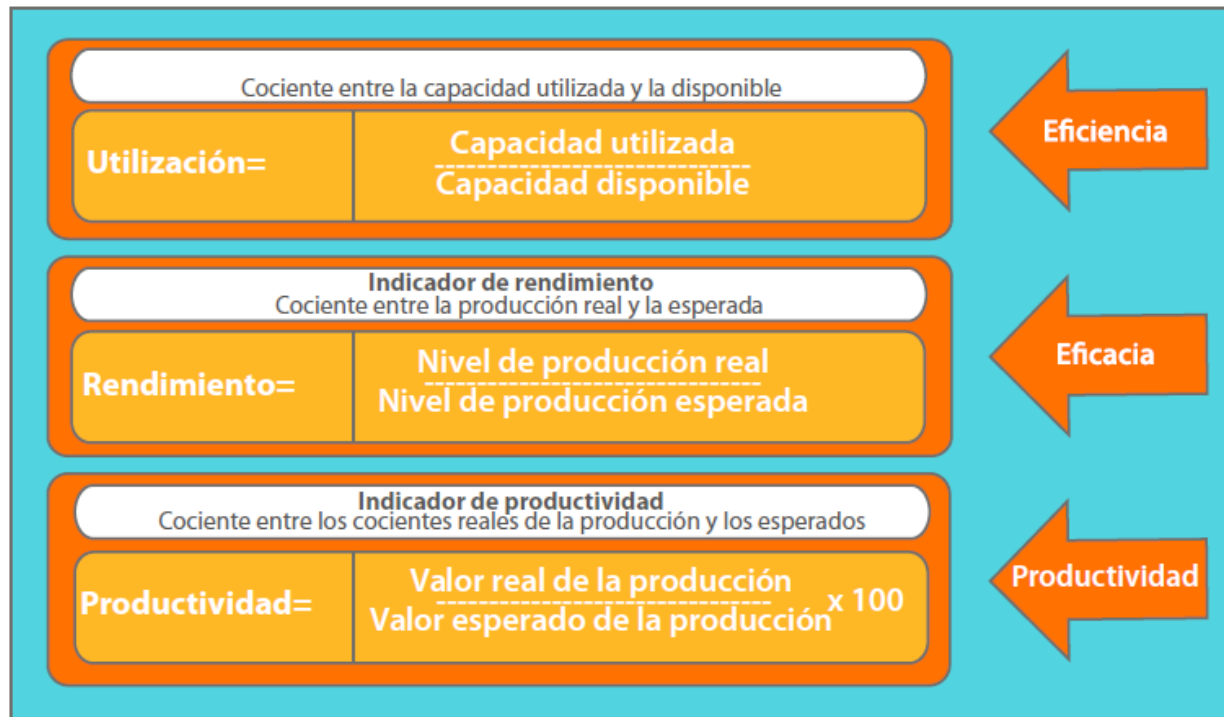 Cociente entre la capacidad utilizada y la disponible
Utilización=
Capacidad utilizada
------------------------------
Capacidad disponible
Eficiencia
Indicador de rendimiento
Cociente entre la producción real y la esperada
Rendimiento=
Nivel de producción real
--------------------------------
Nivel de producción esperada
Eficacia
Indicador de productividad
Cociente entre los cocientes reales de la producción y los esperados
Productividad=
Valor real de la producción
--------------------------------
Valor esperado de la producción
x 100
Productividad